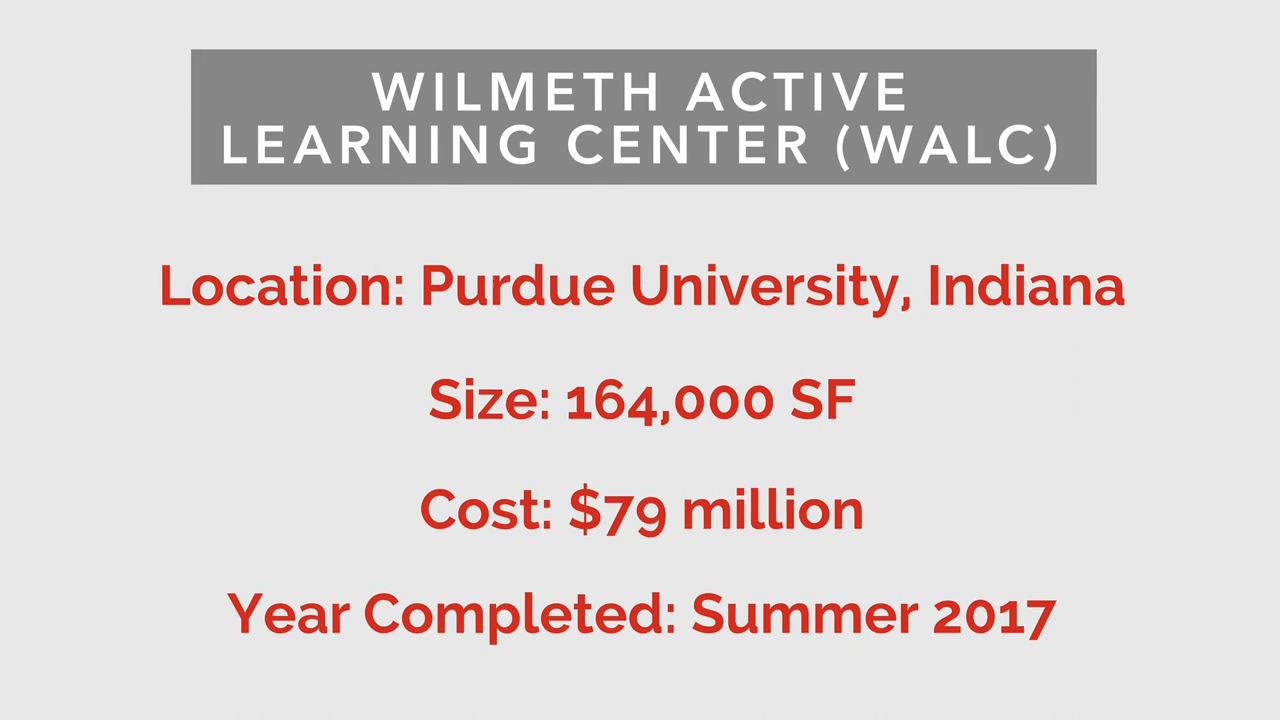 WILMETH ACTIVE
LEARNING CENTER (WALC)
Location: Purdue University, Indiana
Size: 164,000 SF
Cost: $79 million
Year Completed: Summer 2017